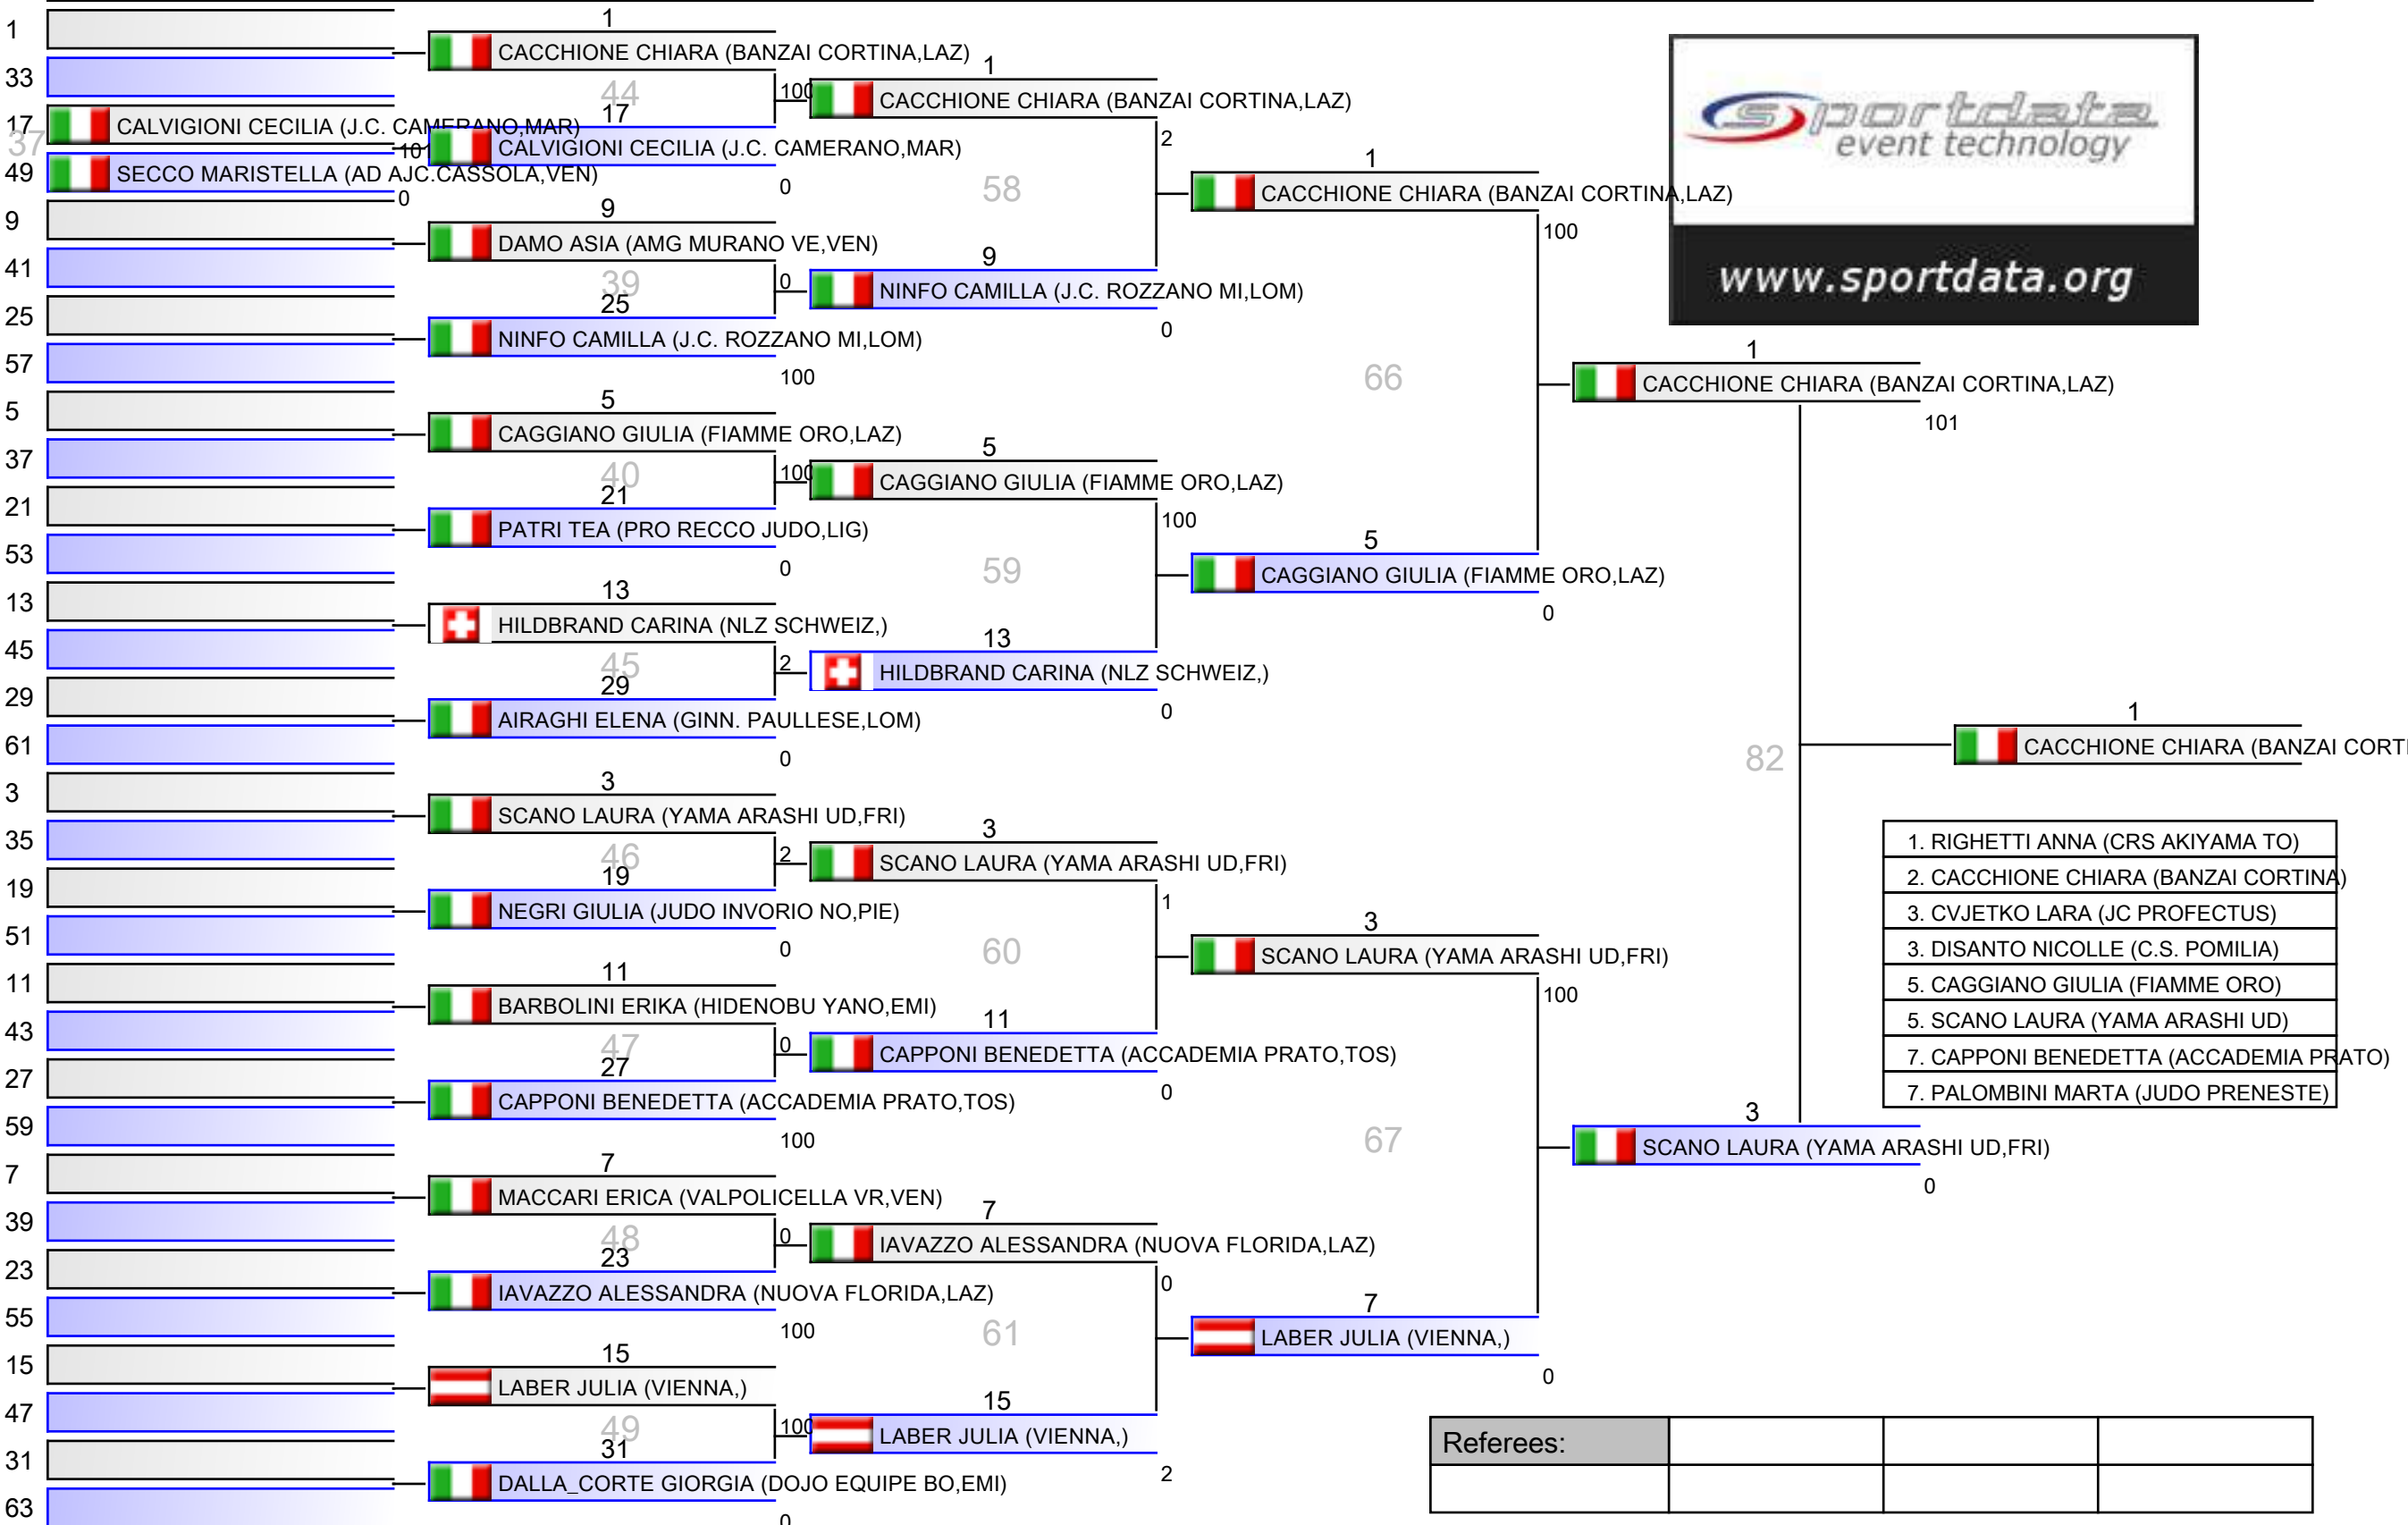 1
33
17 CALVIGIONI CECILIA (J.C. CAMERANO,MAR)
37
101
49 SECCO MARISTELLA (AD AJC.CASSOLA,VEN)
0
9
41
25
57
5
37
21
53
13
45
29
61
3
35
19
51
11
43
27
59
7
39
23
55
15
47
31
63
1
CACCHIONE CHIARA (BANZAI CORTINA,LAZ)
100
44
17
CALVIGIONI CECILIA (J.C. CAMERANO,MAR)
0
9
DAMO ASIA (AMG MURANO VE,VEN)
0
39
25
NINFO CAMILLA (J.C. ROZZANO MI,LOM)
100
5
CAGGIANO GIULIA (FIAMME ORO,LAZ)
100
40
21
PATRI TEA (PRO RECCO JUDO,LIG)
0
13
HILDBRAND CARINA (NLZ SCHWEIZ,)
2
45
29
AIRAGHI ELENA (GINN. PAULLESE,LOM)
0
3
SCANO LAURA (YAMA ARASHI UD,FRI)
2
46
19
NEGRI GIULIA (JUDO INVORIO NO,PIE)
0
11
BARBOLINI ERIKA (HIDENOBU YANO,EMI)
0
47
27
CAPPONI BENEDETTA (ACCADEMIA PRATO,TOS)
100
7
MACCARI ERICA (VALPOLICELLA VR,VEN)
0
48
23
IAVAZZO ALESSANDRA (NUOVA FLORIDA,LAZ)
100
15
LABER JULIA (VIENNA,)
100
49
31
DALLA_CORTE GIORGIA (DOJO EQUIPE BO,EMI)
0
1
CACCHIONE CHIARA (BANZAI CORTINA,LAZ)
2
58
9
NINFO CAMILLA (J.C. ROZZANO MI,LOM)
0
5
CAGGIANO GIULIA (FIAMME ORO,LAZ)
100
59
13
HILDBRAND CARINA (NLZ SCHWEIZ,)
0
3
SCANO LAURA (YAMA ARASHI UD,FRI)
1
60
11
CAPPONI BENEDETTA (ACCADEMIA PRATO,TOS)
0
7
IAVAZZO ALESSANDRA (NUOVA FLORIDA,LAZ)
0
61
15
LABER JULIA (VIENNA,)
2
1
CACCHIONE CHIARA (BANZAI CORTINA,LAZ)
100
66
5
CAGGIANO GIULIA (FIAMME ORO,LAZ)
0
3
SCANO LAURA (YAMA ARASHI UD,FRI)
100
67
7
LABER JULIA (VIENNA,)
0
sportdata
event technology
www.sportdata.org
1
CACCHIONE CHIARA (BANZAI CORTINA,LAZ)
101
82
3
SCANO LAURA (YAMA ARASHI UD,FRI)
0
1
CACCHIONE CHIARA (BANZAI CORT
1. RIGHETTI ANNA (CRS AKIYAMA TO)
2. CACCHIONE CHIARA (BANZAI CORTINA)
3. CVJETKO LARA (JC PROFECTUS)
3. DISANTO NICOLLE (C.S. POMILIA)
5. CAGGIANO GIULIA (FIAMME ORO)
5. SCANO LAURA (YAMA ARASHI UD)
7. CAPPONI BENEDETTA (ACCADEMIA PRATO)
7. PALOMBINI MARTA (JUDO PRENESTE)
Referees: